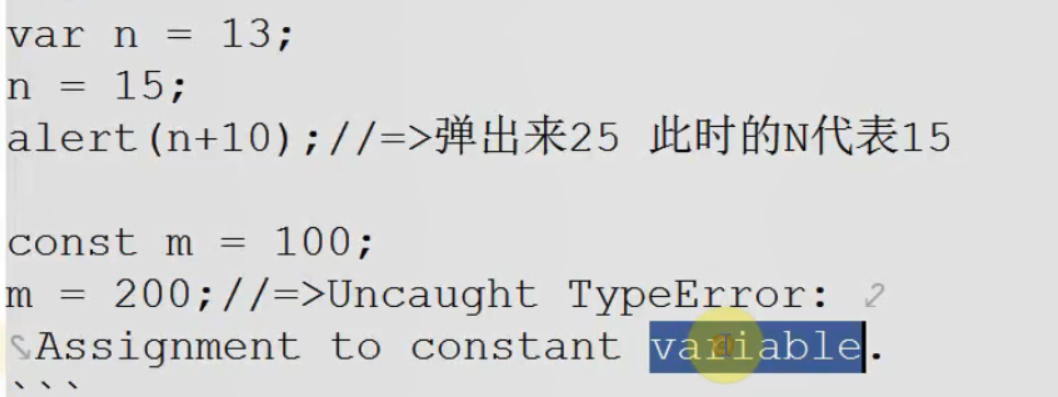 var n = 13;
n = 15;
alert(n+10);//=>弹出来25 此时的N代表15
const m = 100;
m = 200;//=>Uncaught TypeError:
Assignment to constant variable.
```